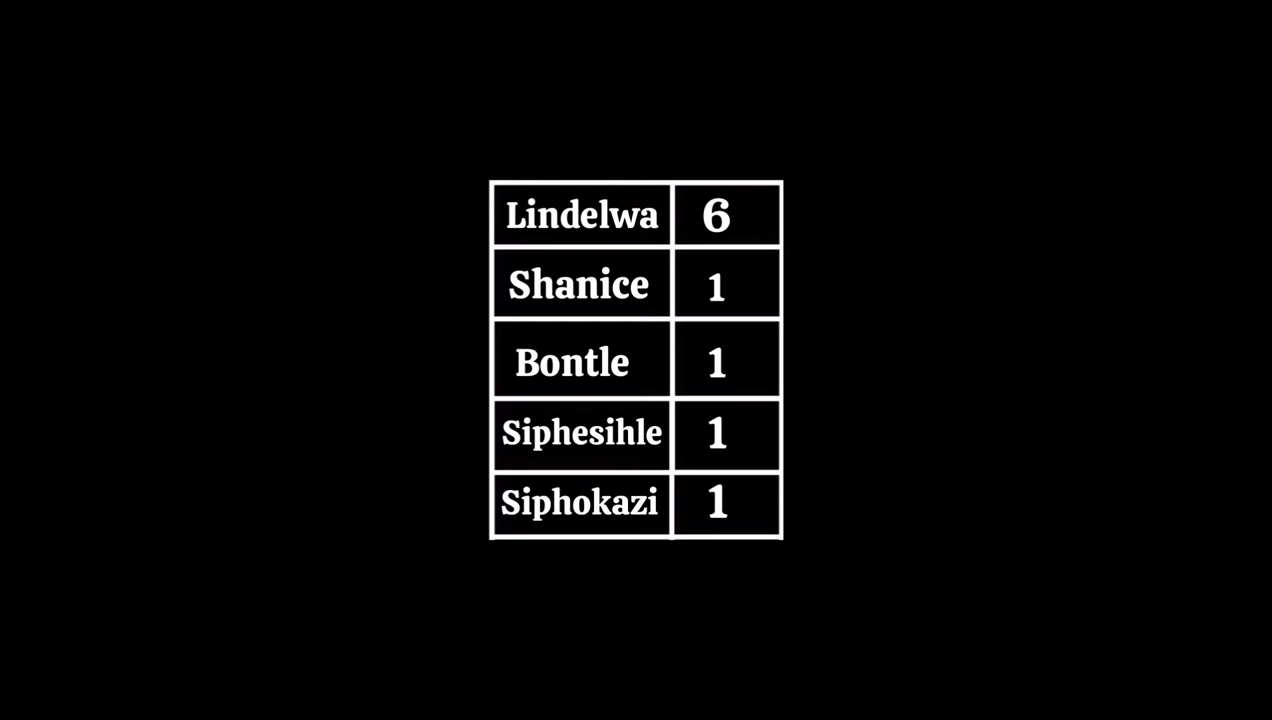 Lindelwa 6
Shanice 1
Bontle 1
Siphesihle 1
Siphokazi 1